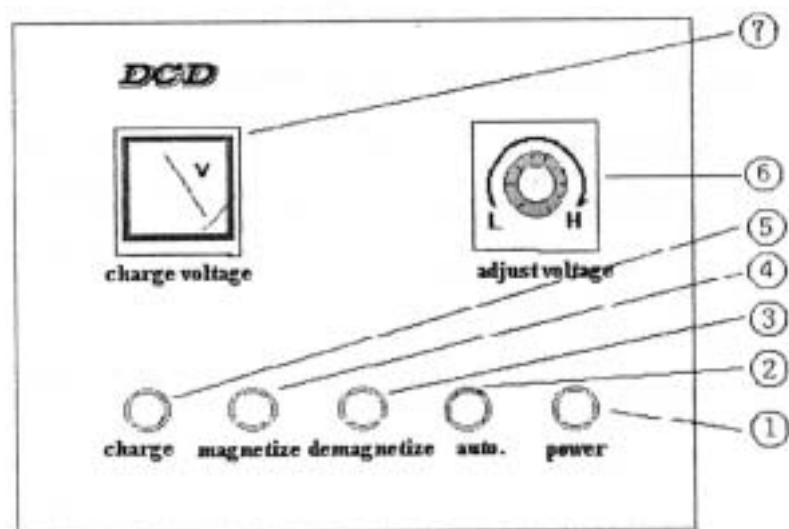 ⑦
DCD
V
L H
⑥
⑤
charge voltage adjust voltage
④
③
②
①
charge magnetize demagnetize auto. power